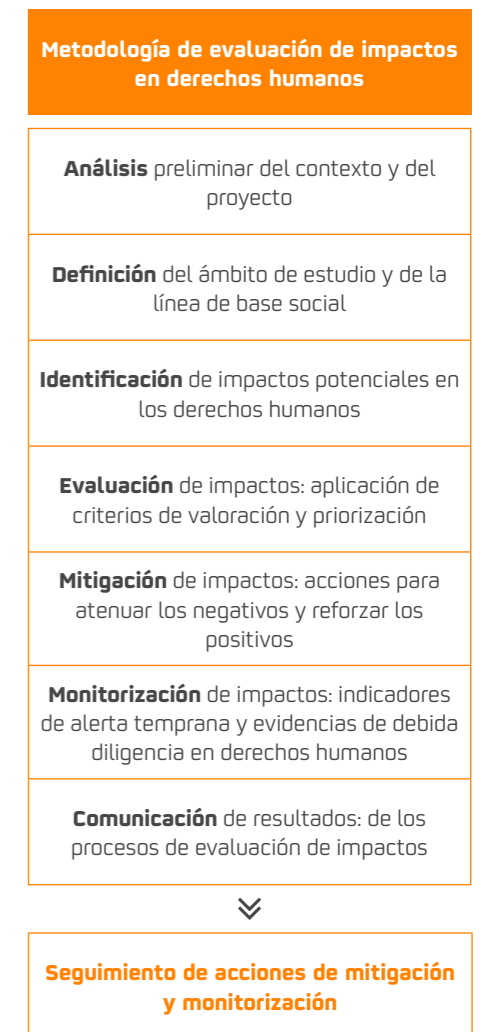 Metodología de evaluación de impactos
en derechos humanos
Análisis preliminar del contexto y del
proyecto
Definición del ámbito de estudio y de la
línea de base social
Identificación de impactos potenciales en
los derechos humanos
Evaluación de impactos: aplicación de
criterios de valoración y priorización
Mitigación de impactos: acciones para
atenuar los negativos y reforzar los
positivos
Monitorización de impactos: indicadores
de alerta temprana y evidencias de debida
diligencia en derechos humanos
Comunicación de resultados: de los
procesos de evaluación de impactos
Seguimiento de acciones de mitigación
y monitorización